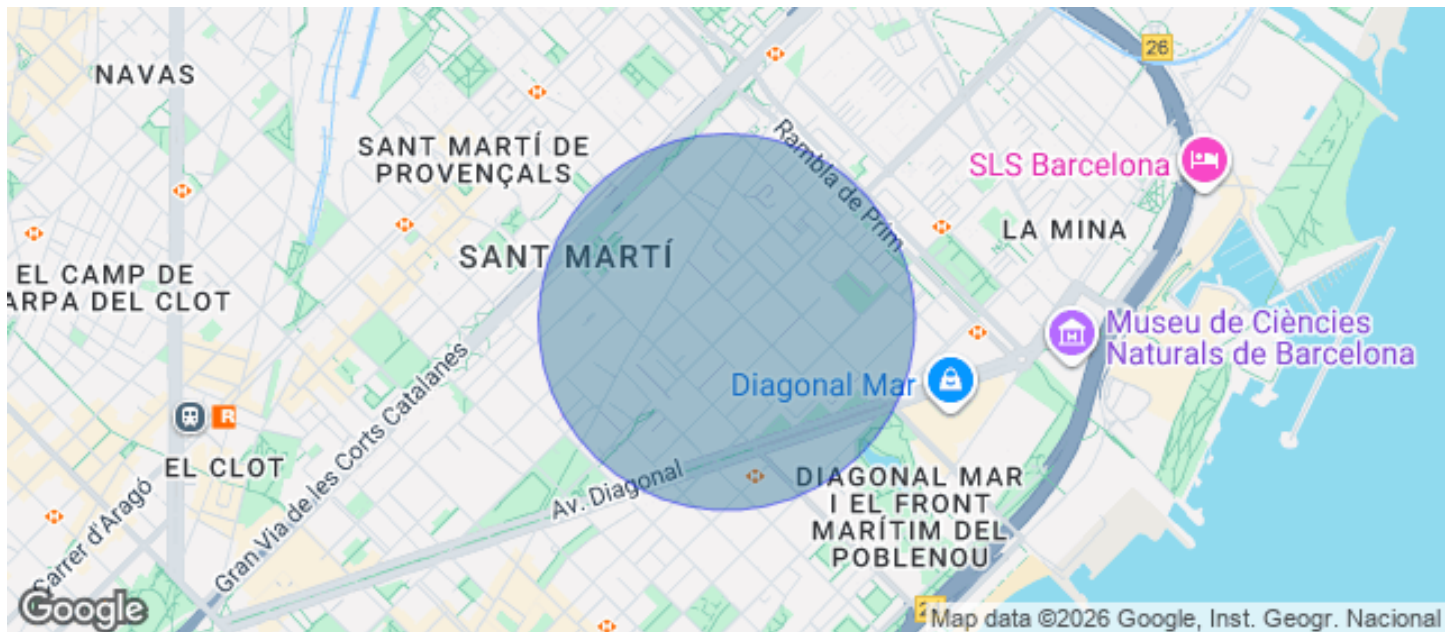 26
NAVAS
SANT MARTÍ DE
PROVENÇALS
Rambla de Prim
SLS Barcelona
LA MINA
SANT MARTÍ
EL CAMP DE
ARPA DEL CLOT
Museu de Ciències
Naturals de Barcelona
Diagonal Mar
R
EL CLOT
Gran Via de les Corts Catalanes
Av. Diagonal
DIAGONAL MAR
I EL FRONT
MARÍTIM DEL
POBLENOU
Carrer d'Aragó
Google
Map data ©2026 Google, Inst. Geogr. Nacional